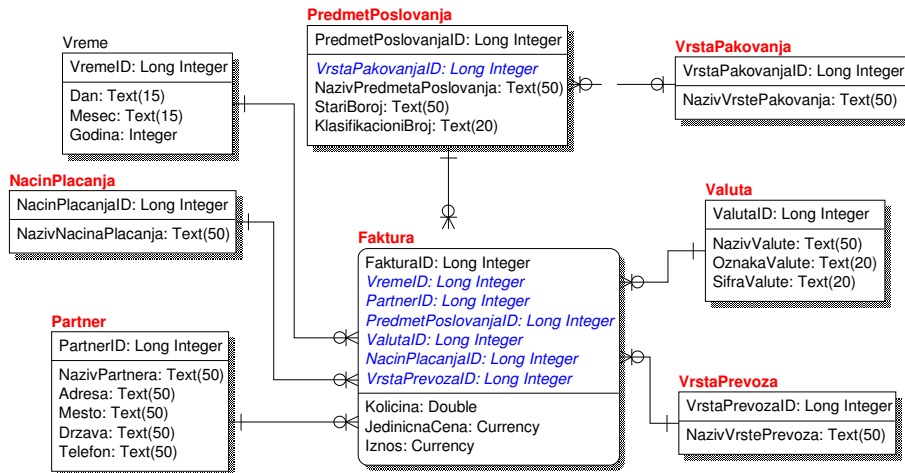 PredmetPoslovanja
PredmetPoslovanjaID: Long Integer
VrstaPakovanjaID: Long Integer
NazivPredmetaPoslovanja: Text(50)
StariBoroj: Text(50)
KlasifikacioniBroj: Text(20)
Vreme
VremeID: Long Integer
Dan: Text(15)
Mesec: Text(15)
Godina: Integer
VrstaPakovanja
VrstaPakovanjaID: Long Integer
NazivVrstePakovanja: Text(50)
NacinPlacanja
NacinPlacanjaID: Long Integer
NazivNacinaPlacanja: Text(50)
Valuta
ValutaID: Long Integer
NazivValute: Text(50)
OznakaValute: Text(20)
SifraValute: Text(20)
Faktura
FakturaID: Long Integer
VremeID: Long Integer
PartnerID: Long Integer
PredmetPoslovanjaID: Long Integer
ValutaID: Long Integer
NacinPlacanjaID: Long Integer
VrstaPrevozaID: Long Integer
Kolicina: Double
JedinicnaCena: Currency
Iznos: Currency
Partner
PartnerID: Long Integer
NazivPartnera: Text(50)
Adresa: Text(50)
Mesto: Text(50)
Drzava: Text(50)
Telefon: Text(50)
VrstaPrevoza
VrstaPrevozaID: Long Integer
NazivVrstePrevoza: Text(50)